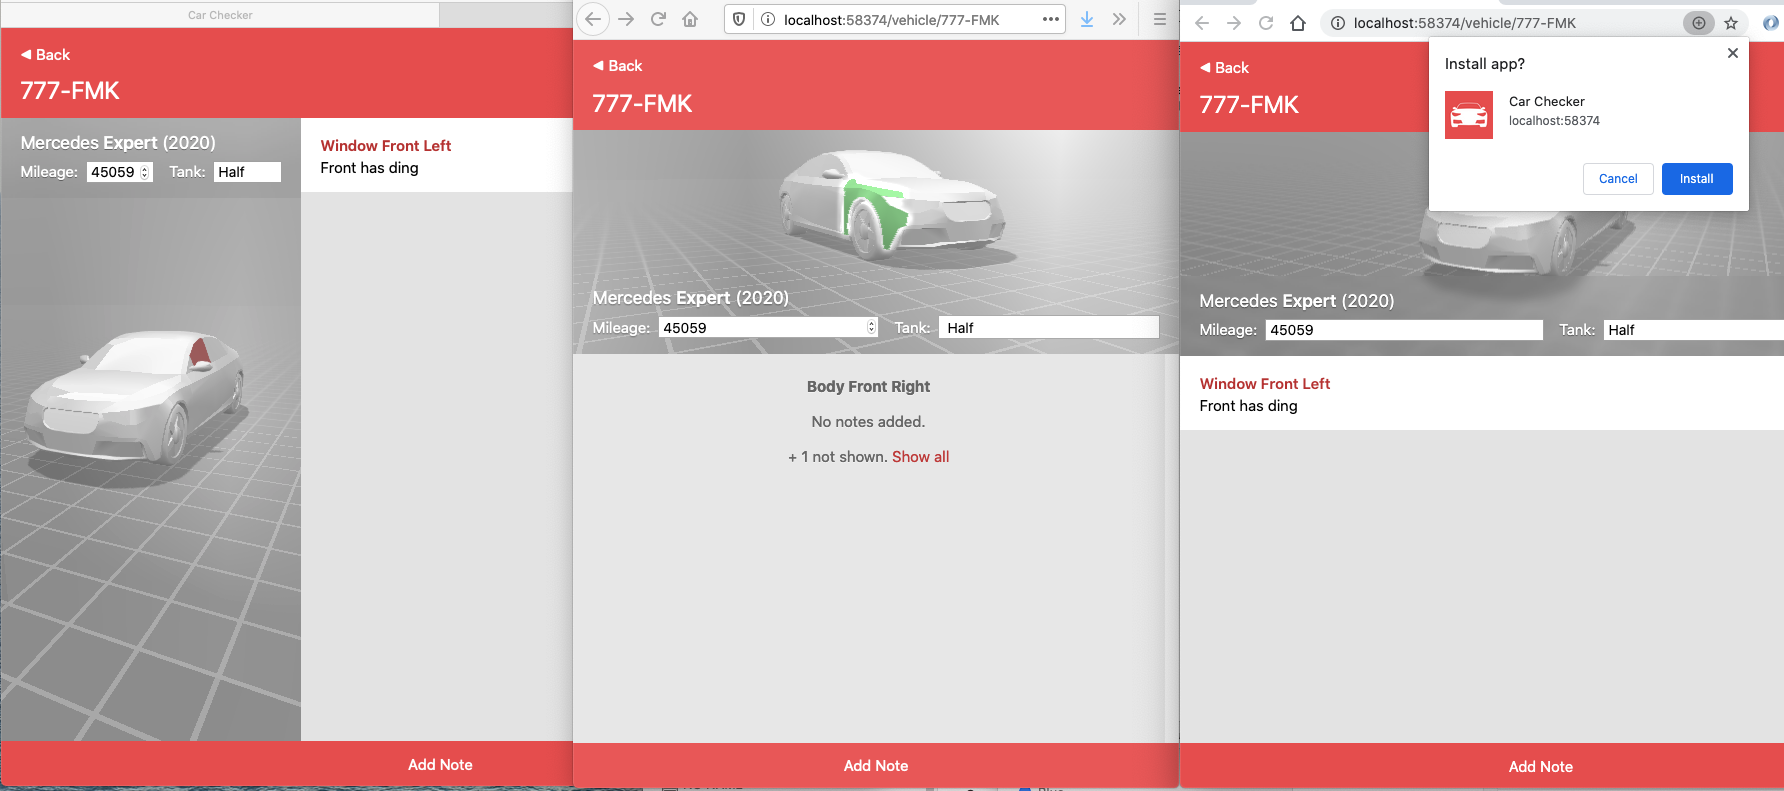 Car Checker
◀ Back
777-FMK
Mercedes Expert (2020)
Mileage: 45059 Tank: Half
Window Front Left
Front has ding
Add Note
localhost:58374/vehicle/777-FMK
◀ Back
777-FMK
Mercedes Expert (2020)
Mileage: 45059 Tank: Half
Body Front Right
No notes added.
+ 1 not shown. Show all
Add Note
localhost:58374/vehicle/777-FMK
◀ Back
777-FMK
Install app?
Car Checker
localhost:58374
Cancel Install
Mercedes Expert (2020)
Mileage: 45059 Tank: Half
Window Front Left
Front has ding
Add Note